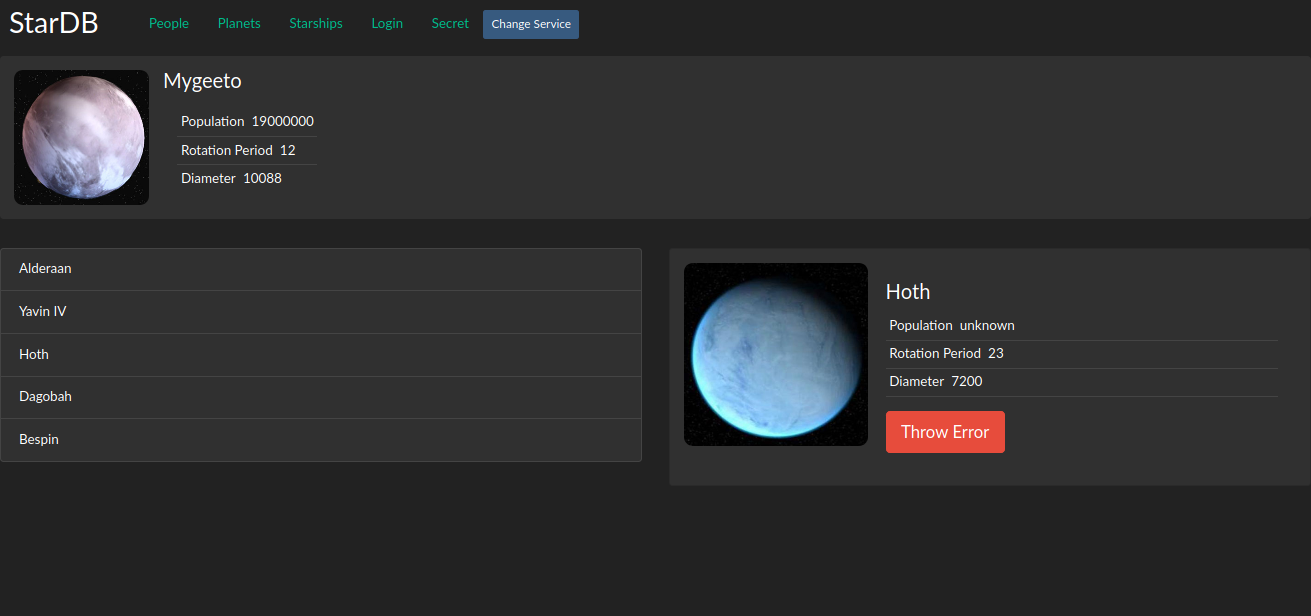 StarDB People Planets Starships Login Secret Change Service
Mygeeto
Population 19000000
Rotation Period 12
Diameter 10088
Alderaan
Yavin IV
Hoth
Dagobah
Bespin
Hoth
Population unknown
Rotation Period 23
Diameter 7200
Throw Error